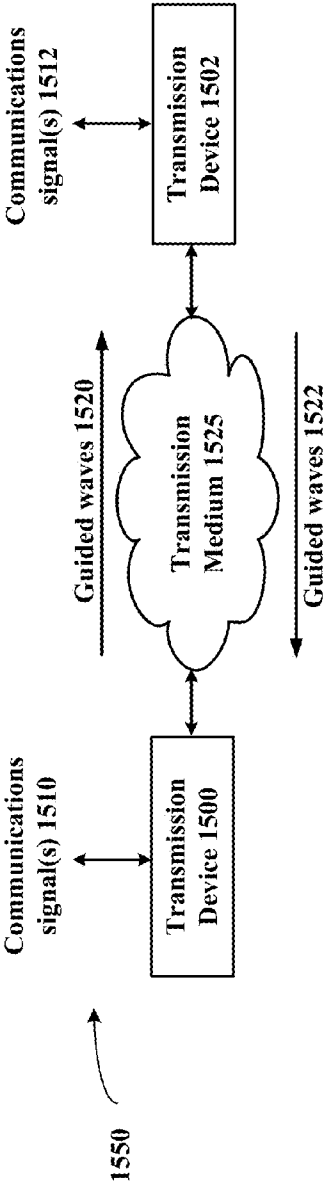 1550
Communications
signal(s) 1510
Transmission
Device 1500
Guided waves 1520
Transmission
Medium 1525
Guided waves 1522
Communications
signal(s) 1512
Transmission
Device 1502